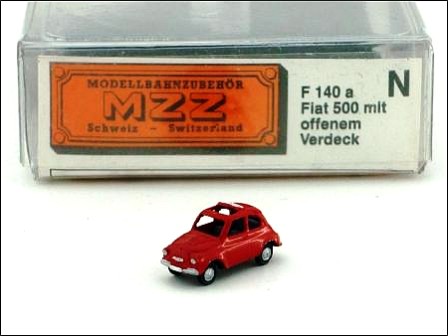 MODELLBAHNZUBEHÖR
MZZ
Schweiz - Switzerland
F 140 a
Fiat 500 mit
offenem
Verdeck
N